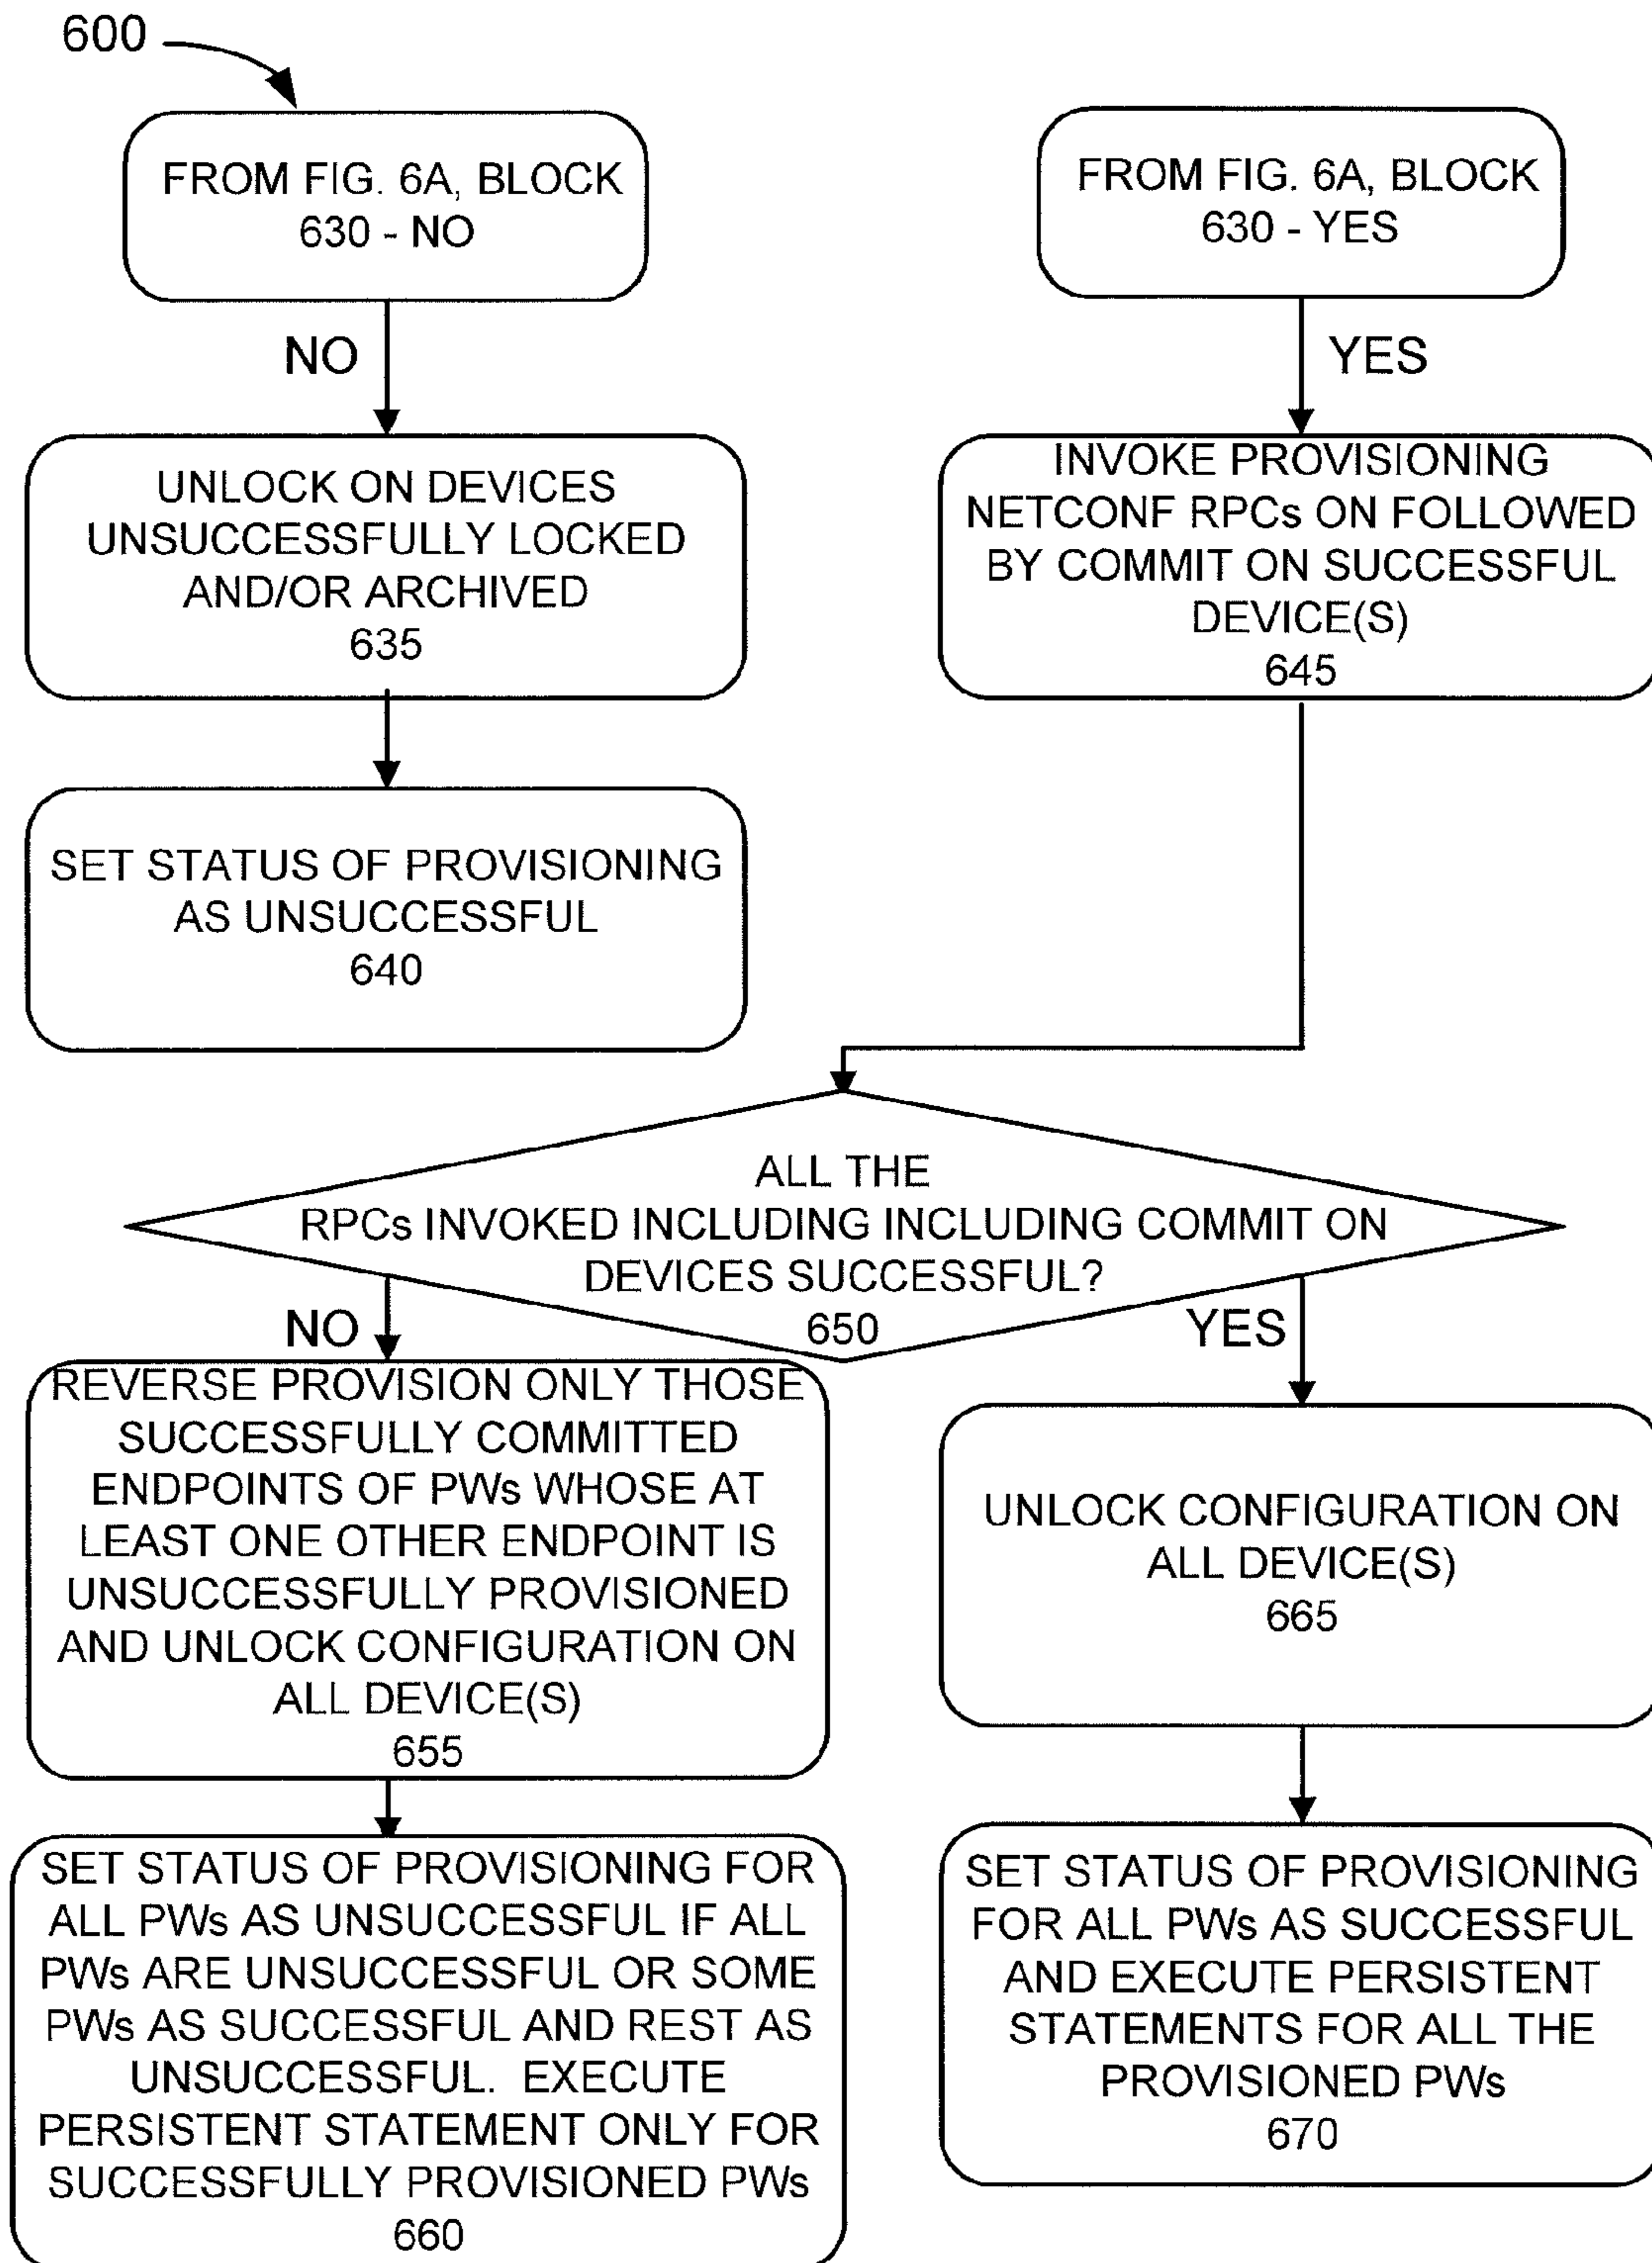 600
FROM FIG. 6A, BLOCK
630 - NO
FROM FIG. 6A, BLOCK
630 - YES
NO
YES
UNLOCK ON DEVICES
UNSUCCESSFULLY LOCKED
AND/OR ARCHIVED
635
INVOKE PROVISIONING
NETCONF RPCs ON FOLLOWED
BY COMMIT ON SUCCESSFUL
DEVICE(S)
645
SET STATUS OF PROVISIONING
AS UNSUCCESSFUL
640
ALL THE
RPCs INVOKED INCLUDING INCLUDING COMMIT ON
DEVICES SUCCESSFUL?
650
NO
YES
REVERSE PROVISION ONLY THOSE
SUCCESSFULLY COMMITTED
ENDPOINTS OF PWs WHOSE AT
LEAST ONE OTHER ENDPOINT IS
UNSUCCESSFULLY PROVISIONED
AND UNLOCK CONFIGURATION ON
ALL DEVICE(S)
655
UNLOCK CONFIGURATION ON
ALL DEVICE(S)
665
SET STATUS OF PROVISIONING FOR
ALL PWs AS UNSUCCESSFUL IF ALL
PWs ARE UNSUCCESSFUL OR SOME
PWs AS SUCCESSFUL AND REST AS
UNSUCCESSFUL. EXECUTE
PERSISTENT STATEMENT ONLY FOR
SUCCESSFULLY PROVISIONED PWs
660
SET STATUS OF PROVISIONING
FOR ALL PWs AS SUCCESSFUL
AND EXECUTE PERSISTENT
STATEMENTS FOR ALL THE
PROVISIONED PWs
670